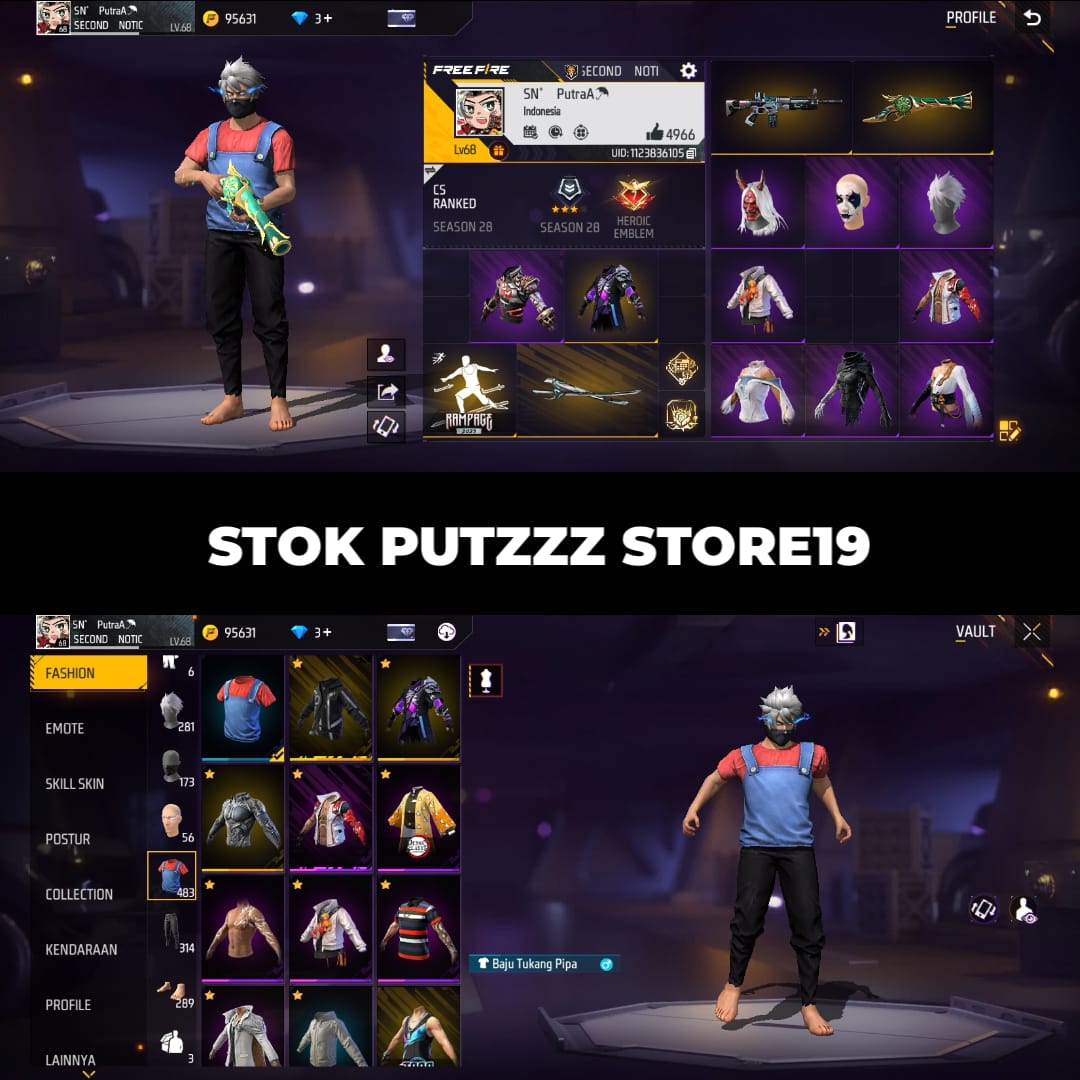 SN° PutraA
SECOND NOTIC
68
LV.68
95631
3+
PROFILE
FREE FIRE
SECOND NOTI
SN° PutraA
Indonesia
4966
Lv68
UID:1123836105
CS
RANKED
SEASON 28
SEASON 28
HEROIC
EMBLEM
RAMPAGE
STOK PUTZZZ STORE19
SN° PutraA
SECOND NOTIC
68
LV.68
95631
3+
VAULT
FASHION
EMOTE
SKILL SKIN
POSTUR
COLLECTION
KENDARAAN
PROFILE
LAINNYA
6
281
173
56
483
314
289
3
Baju Tukang Pipa